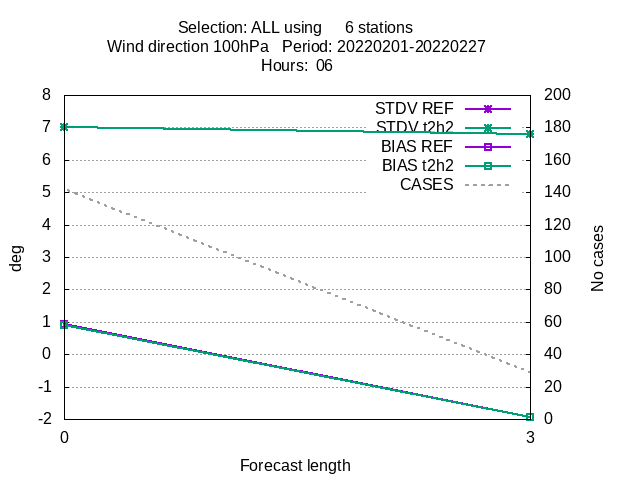 Selection: ALL using     6 stations
Wind direction 100hPa   Period: 20220201-20220227
Hours:  06
8 200
STDV REF
7 STDV t2h2 180
BIAS REF
6 BIAS t2h2 160
CASES
5 140
4 120
3 100
2 80
1 60
0 40
-1 20
-2 0
deg
No cases
0 3
Forecast length